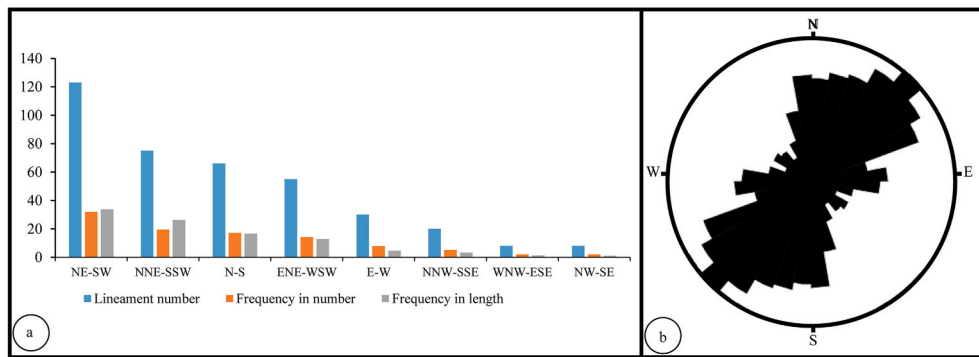 140
120
100
80
60
40
20
0
NE-SW NNE-SSW N-S ENE-WSW E-W NNW-SSE WNW-ESE NW-SE
Lineament number Frequency in number Frequency in length
a
N
W E
S
b